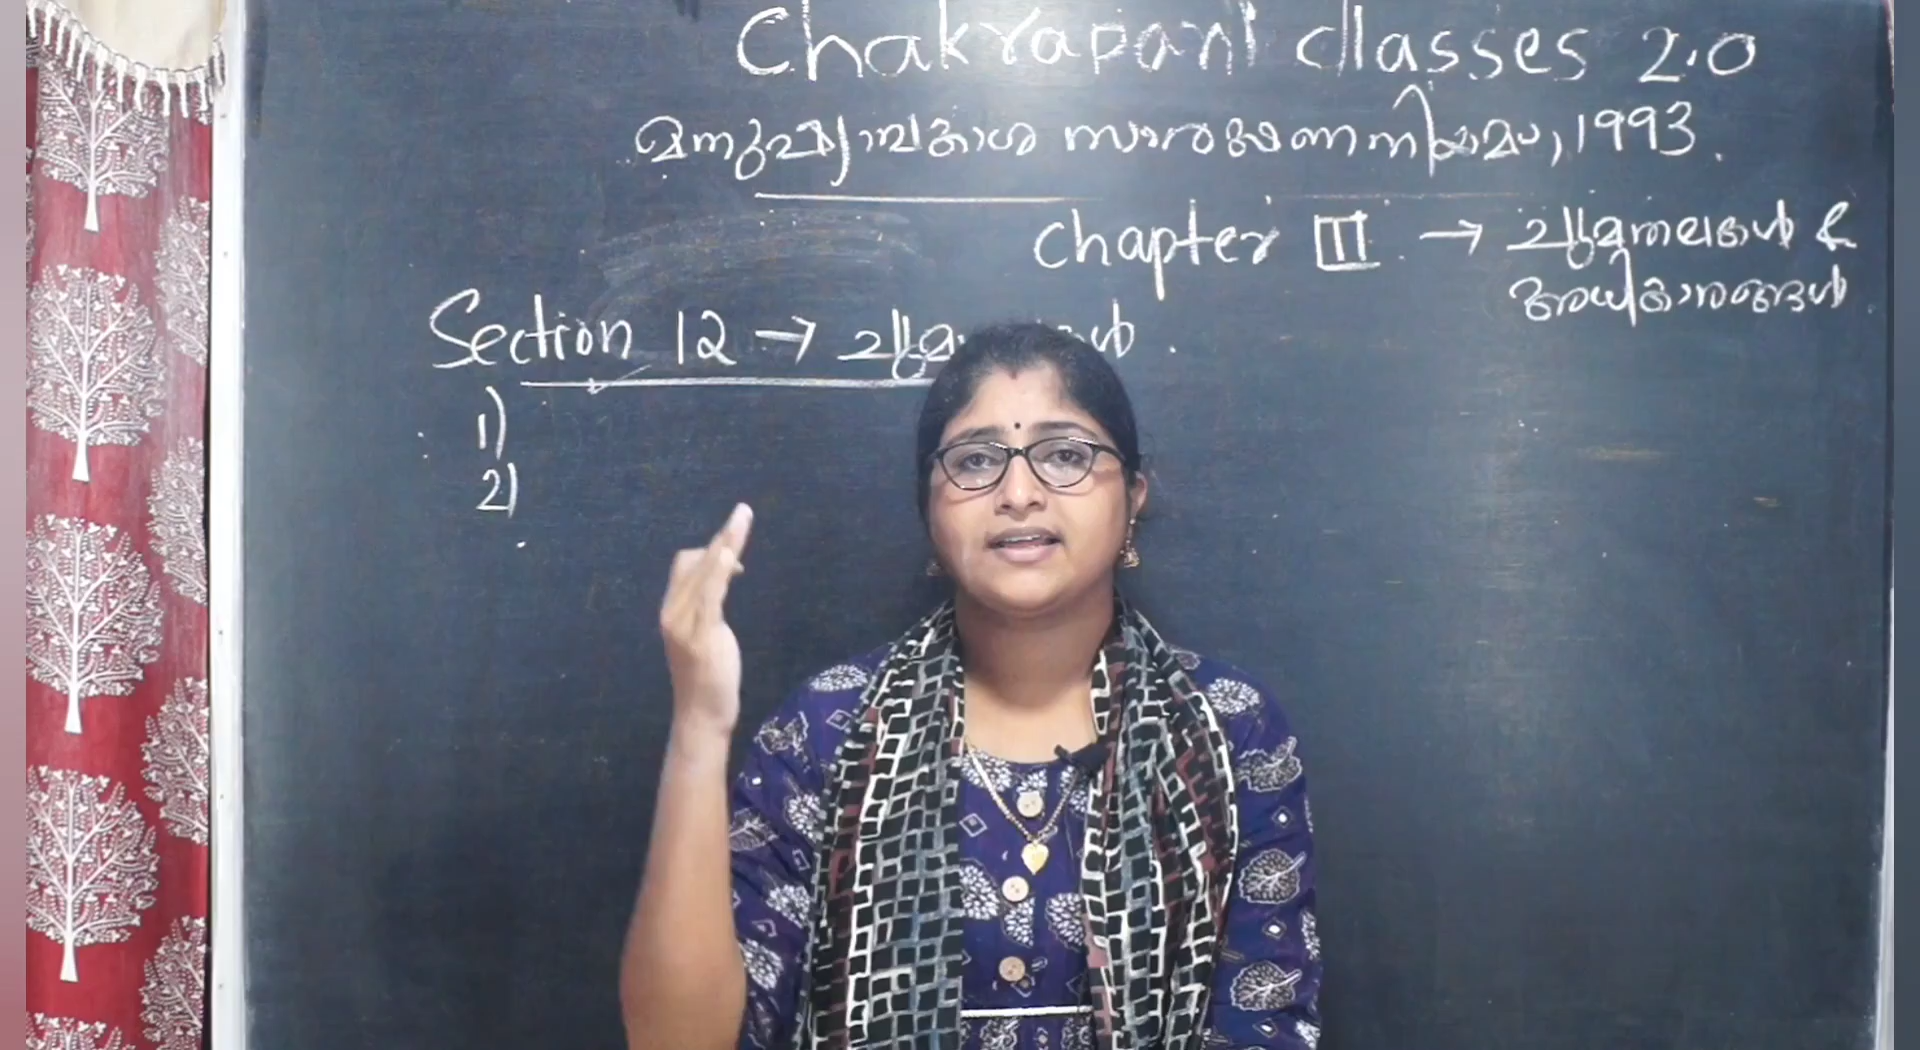 Chakrapani classes 2.0
മനുഷ്യാവകാശ സംരക്ഷണ നിയമം, 1993.
chapter III → ചുമതലകൾ &
അധികാരങ്ങൾ
Section 12 →
1)
2)